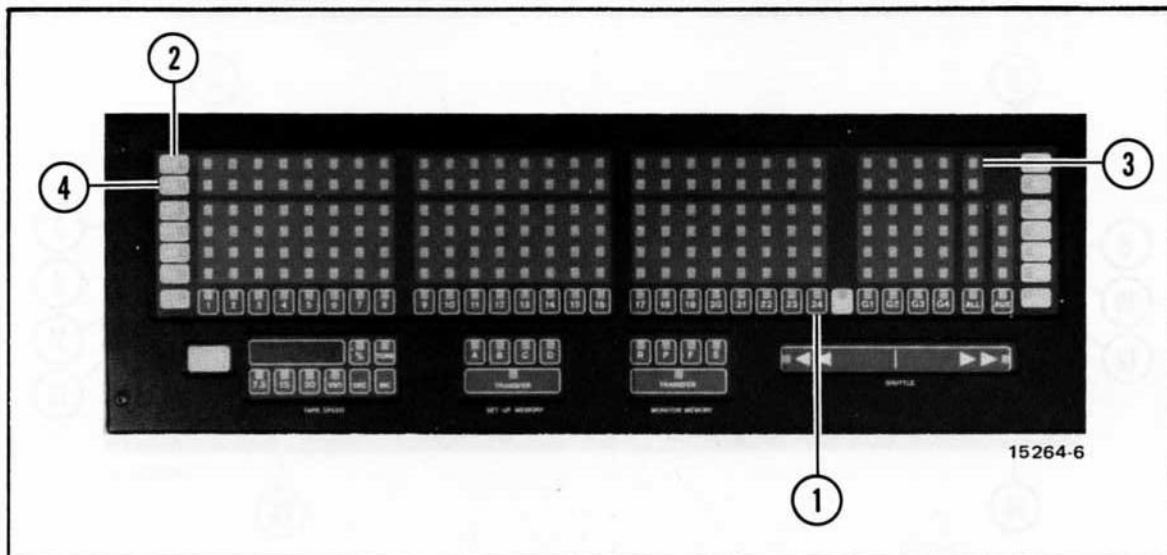 2
4
3
1 2 3 4 5 6 7 8 9 10 11 12 13 14 15 16 17 18 19 20 21 22 23 24 G1 G2 G3 G4 ALL AUX
%
A B C D
R P F E
7.5 15 30
TRANSFER TRANSFER
TAPE SPEED SET-UP MEMORY MONITOR MEMORY SHUTTLE
15264-6
1